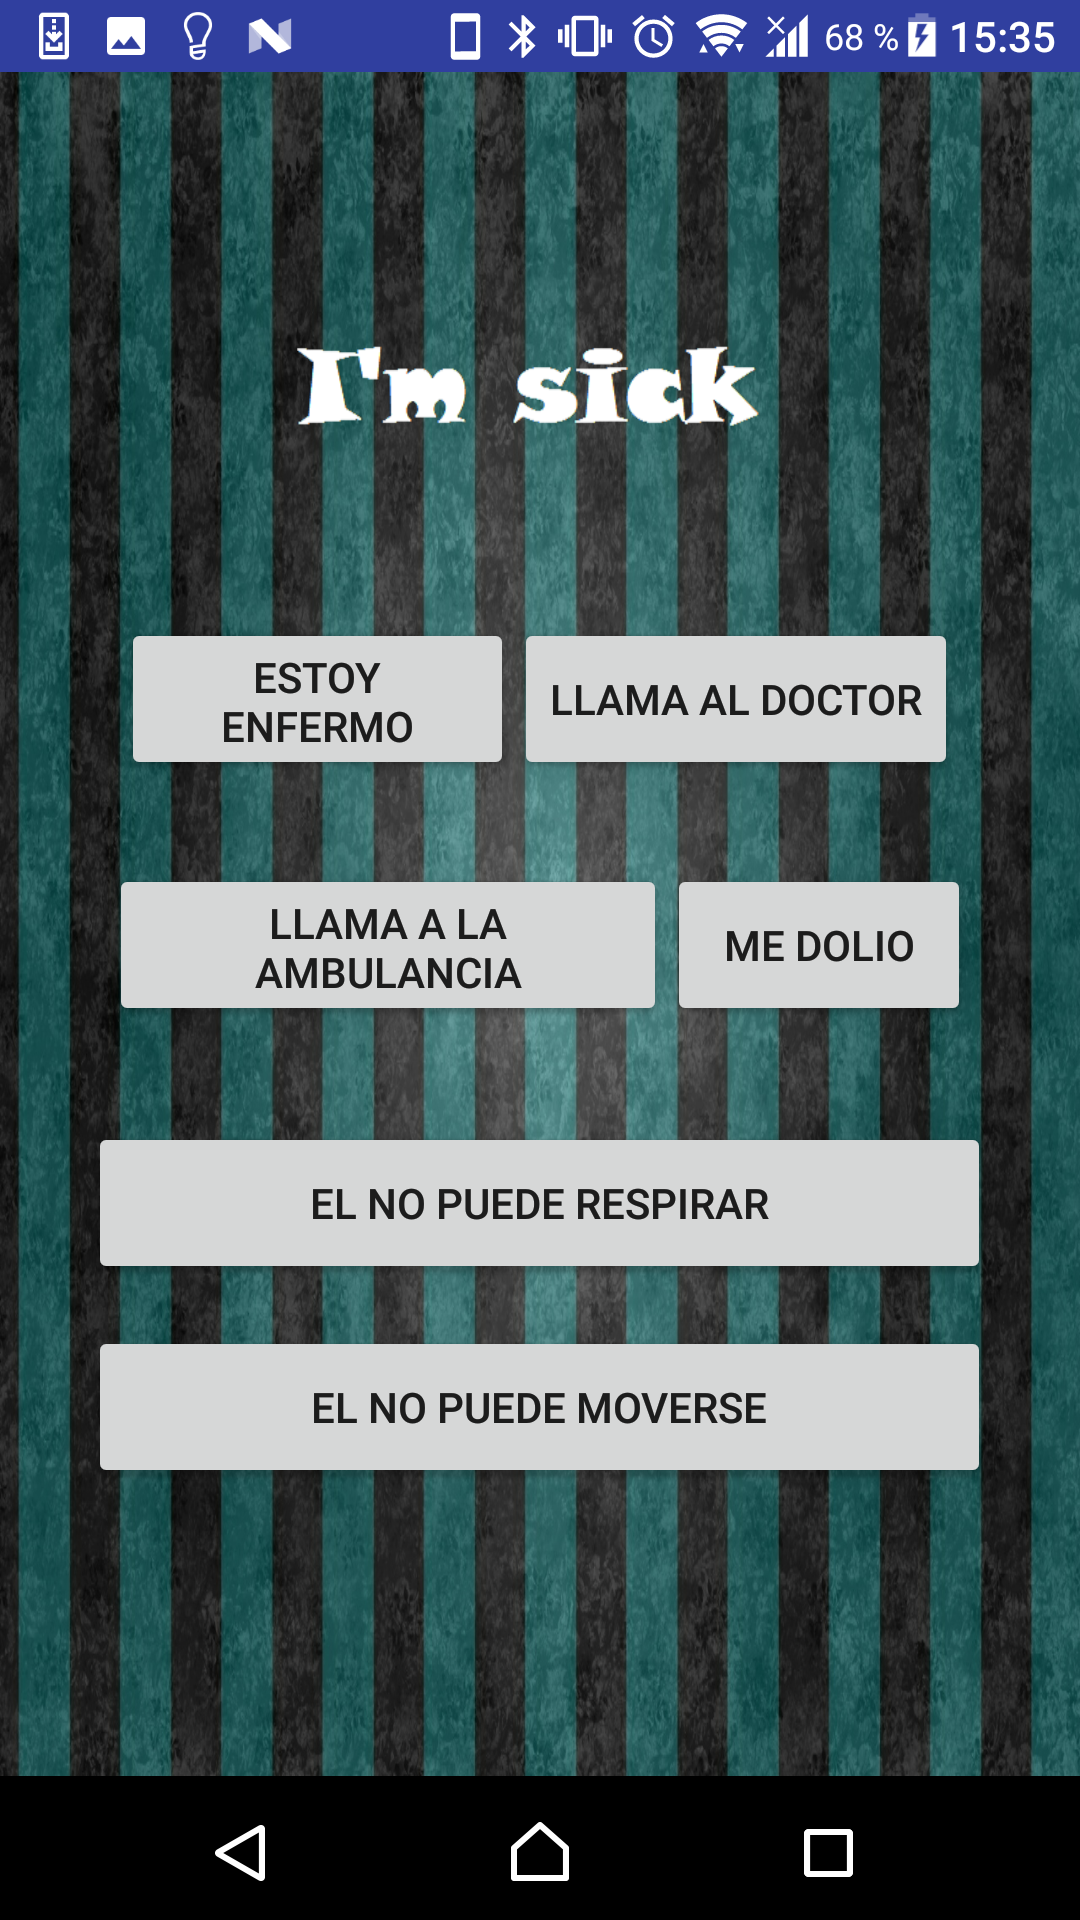 68 % 15:35
I'm sick
ESTOY
ENFERMO
LLAMA AL DOCTOR
LLAMA A LA
AMBULANCIA
ME DOLIO
EL NO PUEDE RESPIRAR
EL NO PUEDE MOVERSE